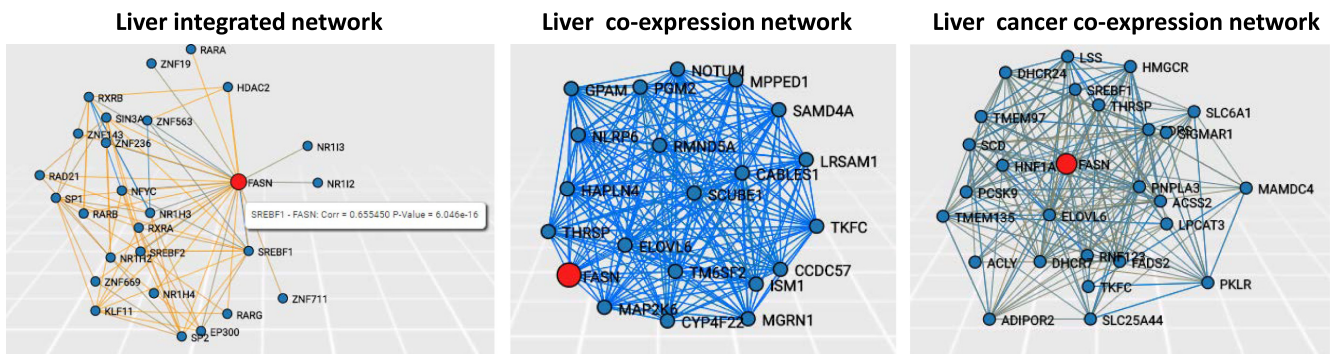 Liver integrated network
RARA
ZNF19
HDAC2
RXRB
SIN3A
ZNF563
ZNF143
ZNF236
NR1I3
RAD21
FASN
NR1I2
NFYC
SP1
RARB
NR1H3
SREBF1 - FASN: Corr = 0.655450 P-Value = 6.046e-16
RXRA
SREBF2
SREBF1
NR1H2
ZNF669
NR1H4
ZNF711
KLF11
RARG
EP300
SP2
Liver co-expression network
NOTUM
GPAM
PGM2
MPPED1
SAMD4A
NLRP6
RMND5A
LRSAM1
CABLES1
HAPLN4
SCUBE1
TKFC
THRSP
ELOVL6
FASN
TM6SF2
CCDC57
ISM1
MAP2K6
CYP4F22
MGRN1
Liver cancer co-expression network
LSS
DHCR24
HMGCR
SREBF1
THRSP
SLC6A1
TMEM97
SIGMAR1
SCD
HNF1A
FASN
PCSK9
PNPLA3
MAMDC4
ACSS2
TMEM135
ELOVL6
LPCAT3
ACLY
DHCR7
RNF123
FADS2
TKFC
PKLR
ADIPOR2
SLC25A44